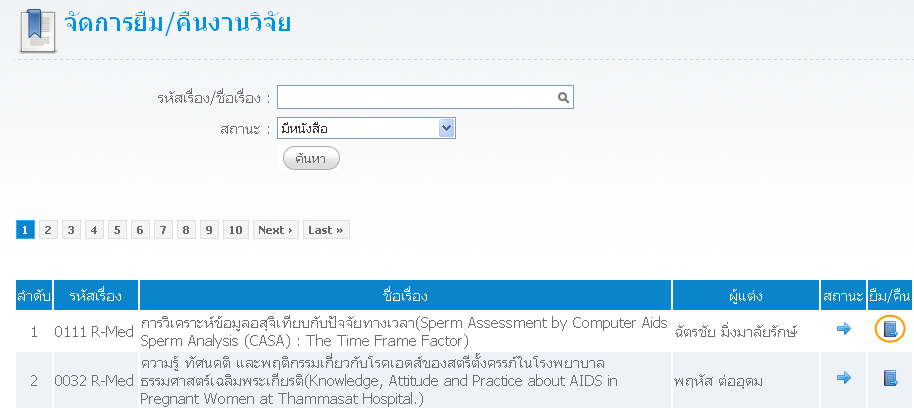 จัดการยืม/คืนงานวิจัย
รหัสเรื่อง/ชื่อเรื่อง :
สถานะ : มีหนังสือ
ค้นหา
1 2 3 4 5 6 7 8 9 10 Next › Last »
ลำดับ รหัสเรื่อง ชื่อเรื่อง ผู้แต่ง สถานะ ยืม/คืน
1 0111 R-Med การวิเคราะห์ข้อมูลอสุจิเทียบกับปัจจัยทางเวลา(Sperm Assessment by Computer Aids ฉัตรชัย มิ่งมาลัยรักษ์
Sperm Analysis (CASA) : The Time Frame Factor)
ความรู้ ทัศนคติ และพฤติกรรมเกี่ยวกับโรคเอดส์ของสตรีตั้งครรภ์ในโรงพยาบาล
2 0032 R-Med ธรรมศาสตร์เฉลิมพระเกียรติ(Knowledge, Attitude and Practice about AIDS in พฤหัส ต่ออุดม
Pregnant Women at Thammasat Hospital.)